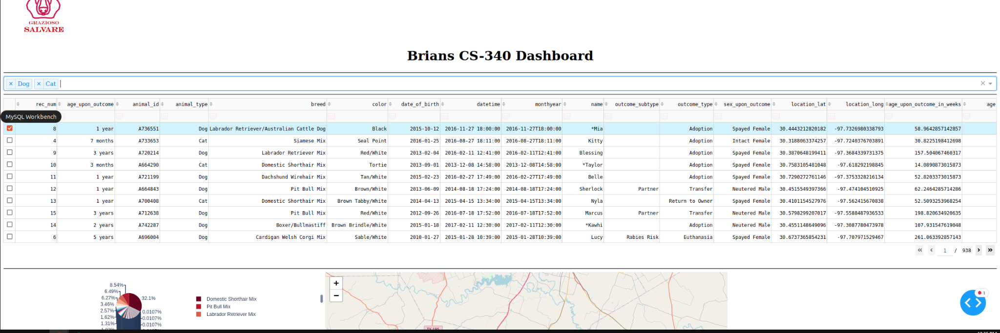 GRAZIOSO
SALVARE
Brians CS-340 Dashboard
× Dog × Cat
rec_num age_upon_outcome animal_id animal_type breed color date_of_birth datetime monthyear name outcome_subtype outcome_type sex_upon_outcome location_lat location_long age_upon_outcome_in_weeks age
MySQL Workbench
8 1 year A736551 Dog Labrador Retriever/Australian Cattle Dog Black 2015-10-12 2016-11-27 18:00:00 2016-11-27T18:00:00 *Mia Adoption Spayed Female 30.4443212820182 -97.7326980338793 58.9642857142857
4 7 months A733653 Cat Siamese Mix Seal Point 2016-01-25 2016-08-27 18:11:00 2016-08-27T18:11:00 Kitty Adoption Intact Female 30.3188063374257 -97.7240376703891 30.8225198412698
9 3 years A720214 Dog Labrador Retriever Mix Red/White 2013-02-04 2016-02-11 12:41:00 2016-02-11T12:41:00 Blessing Adoption Spayed Female 30.3870648199411 -97.3684339731375 157.504067460317
10 3 months A664290 Cat Domestic Shorthair Mix Tortie 2013-09-01 2013-12-08 14:58:00 2013-12-08T14:58:00 *Taylor Adoption Spayed Female 30.7583105481048 -97.618292198845 14.0890873015873
11 1 year A721199 Dog Dachshund Wirehair Mix Tan/White 2015-02-23 2016-02-27 17:49:00 2016-02-27T17:49:00 Belle Adoption Spayed Female 30.7290272761146 -97.3753328216134 52.8203373015873
12 1 year A664843 Dog Pit Bull Mix Brown/White 2013-06-09 2014-08-18 17:24:00 2014-08-18T17:24:00 Sherlock Partner Transfer Neutered Male 30.4515549397366 -97.474104510925 62.2464285714286
13 1 year A700408 Cat Domestic Shorthair Mix Brown Tabby/White 2014-04-13 2015-04-15 13:34:00 2015-04-15T13:34:00 Nyla Return to Owner Spayed Female 30.4101154527976 -97.562415670838 52.5093253968254
15 3 years A712638 Dog Pit Bull Mix Red/White 2012-09-26 2016-07-18 17:52:00 2016-07-18T17:52:00 Marcus Partner Transfer Neutered Male 30.5798299207017 -97.5588487936533 198.820634920635
14 2 years A742287 Dog Boxer/Bullmastiff Brown Brindle/White 2015-01-18 2017-02-11 12:30:00 2017-02-11T12:30:00 *Kawhi Adoption Neutered Male 30.4551148649096 -97.3087780473978 107.931547619048
6 5 years A696004 Dog Cardigan Welsh Corgi Mix Sable/White 2010-01-27 2015-01-28 10:39:00 2015-01-28T10:39:00 Lucy Rabies Risk Euthanasia Spayed Female 30.6737365854231 -97.707971529467 261.063392857143
1 / 938
8.54%
6.49%
6.27%
3.46%
2.57%
1.62%
1.31%
32.1%
0.0107%
0.0107%
0.0107%
Domestic Shorthair Mix
Pit Bull Mix
Labrador Retriever Mix
+
−
TX 195
1